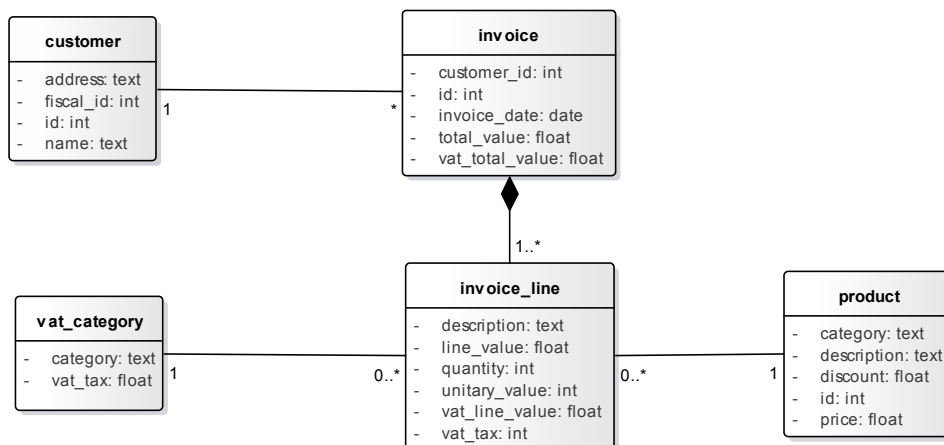 customer
- address: text
- fiscal_id: int
- id: int
- name: text
1
*
invoice
- customer_id: int
- id: int
- invoice_date: date
- total_value: float
- vat_total_value: float
1..*
vat_category
- category: text
- vat_tax: float
1
0..*
invoice_line
- description: text
- line_value: float
- quantity: int
- unitary_value: int
- vat_line_value: float
- vat_tax: int
0..*
1
product
- category: text
- description: text
- discount: float
- id: int
- price: float